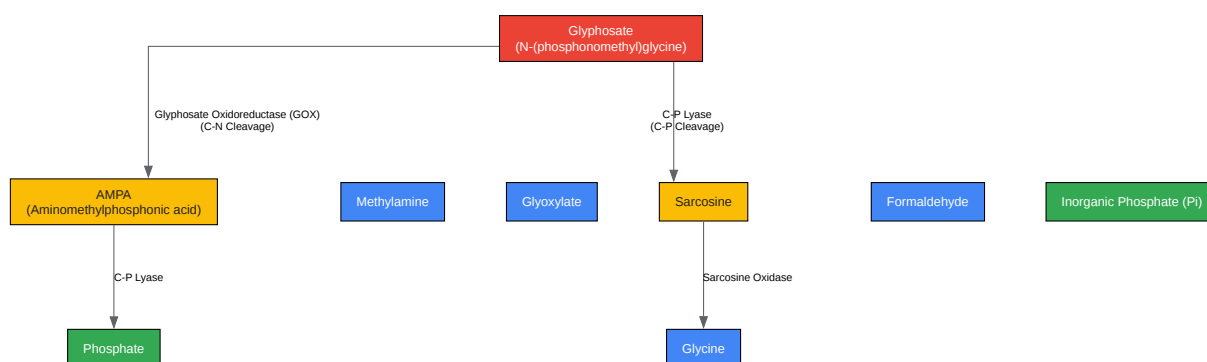 Glyphosate
(N-(phosphonomethyl)glycine)
Glyphosate Oxidoreductase (GOX)
(C-N Cleavage)
C-P Lyase
(C-P Cleavage)
AMPA
(Aminomethylphosphonic acid)
Methylamine
Glyoxylate
Sarcosine
Formaldehyde
Inorganic Phosphate (Pi)
C-P Lyase
Sarcosine Oxidase
Phosphate
Glycine